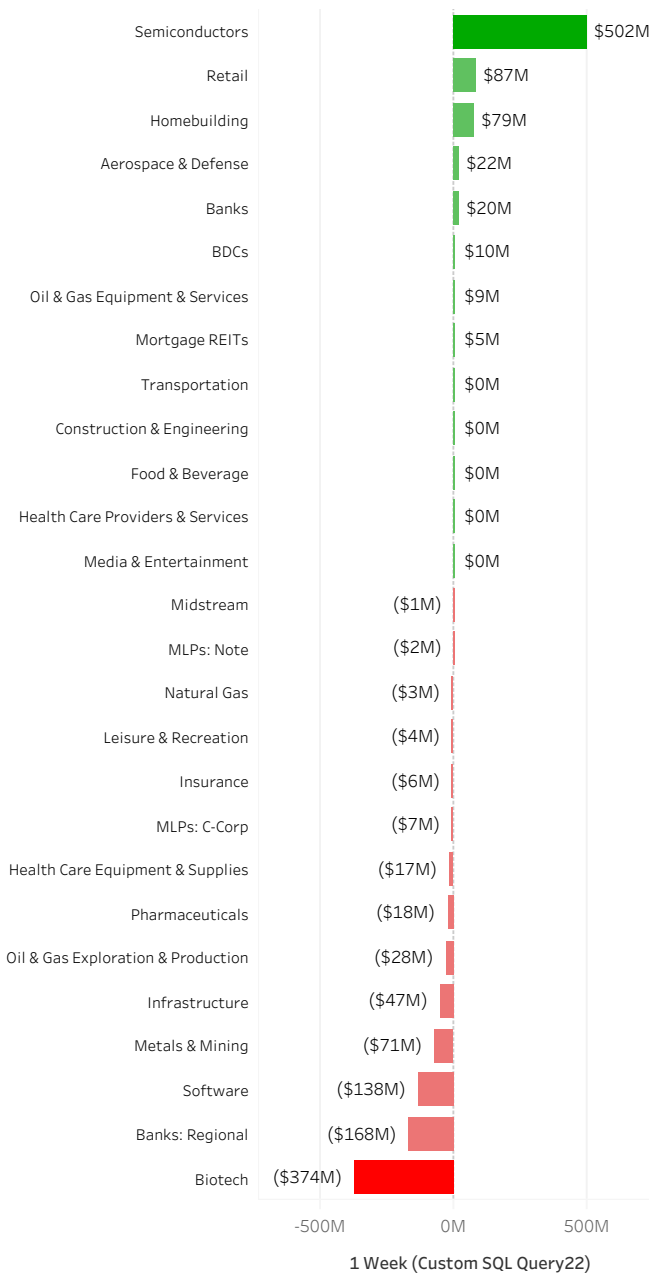 Semiconductors $502M
Retail $87M
Homebuilding $79M
Aerospace & Defense $22M
Banks $20M
BDCs $10M
Oil & Gas Equipment & Services $9M
Mortgage REITs $5M
Transportation $0M
Construction & Engineering $0M
Food & Beverage $0M
Health Care Providers & Services $0M
Media & Entertainment $0M
Midstream ($1M)
MLPs: Note ($2M)
Natural Gas ($3M)
Leisure & Recreation ($4M)
Insurance ($6M)
MLPs: C-Corp ($7M)
Health Care Equipment & Supplies ($17M)
Pharmaceuticals ($18M)
Oil & Gas Exploration & Production ($28M)
Infrastructure ($47M)
Metals & Mining ($71M)
Software ($138M)
Banks: Regional ($168M)
Biotech ($374M)
-$500M 0M $500M
1 Week (Custom SQL Query22)